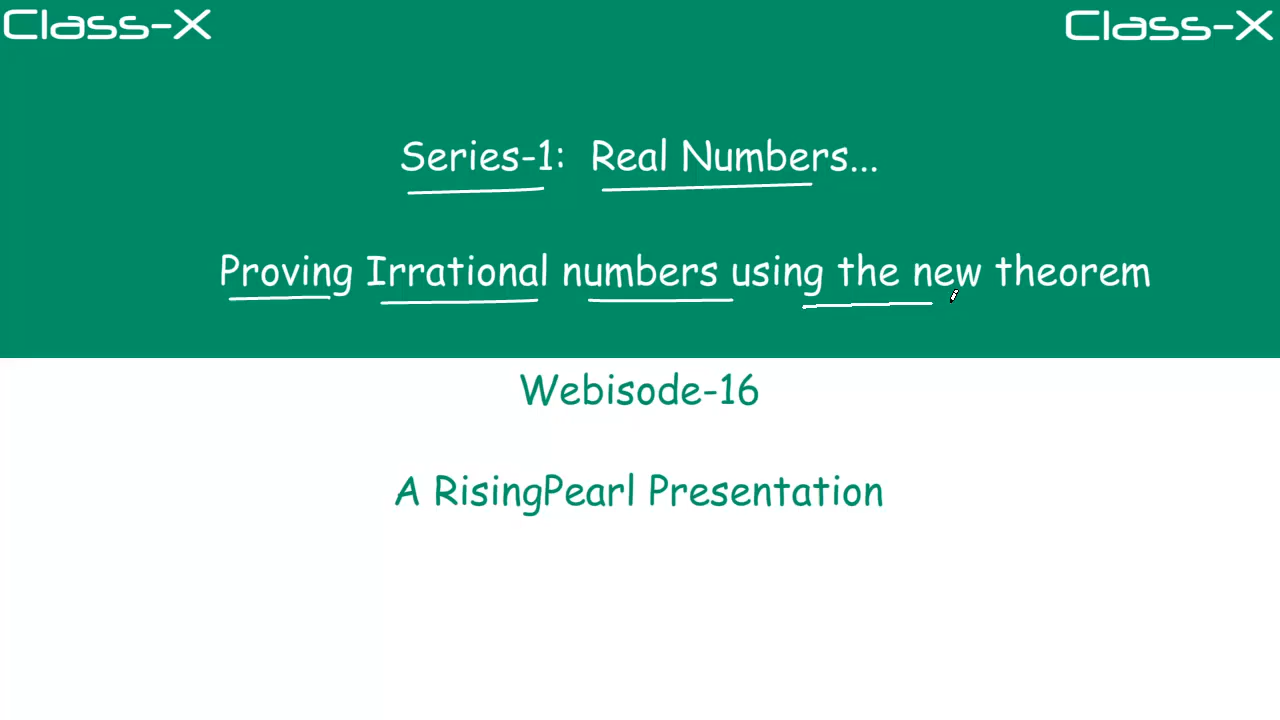 Class-X Class-X
Series-1: Real Numbers...
Proving Irrational numbers using the new theorem
Webisode-16
A RisingPearl Presentation